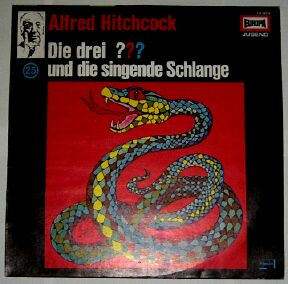 Alfred Hitchcock
EUROPA
JUGEND
Die drei ???
25
und die singende Schlange